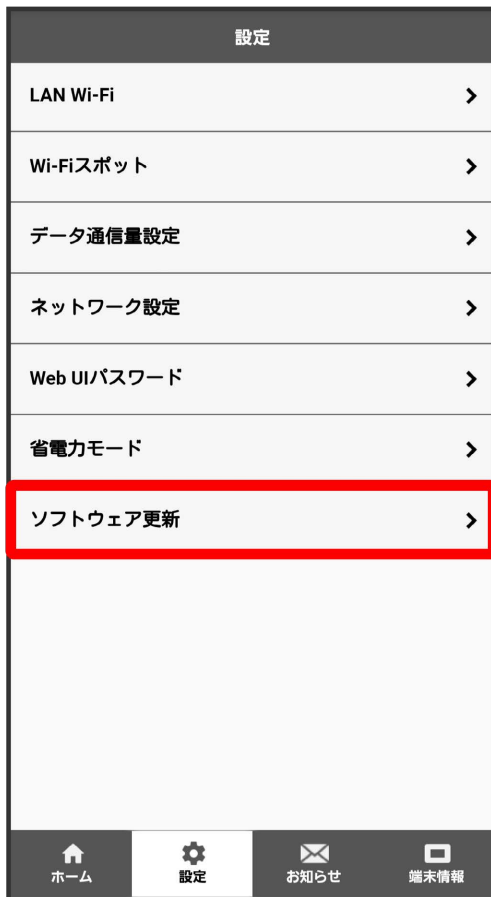 設定
LAN Wi-Fi
Wi-Fiスポット
データ通信量設定
ネットワーク設定
Web UIパスワード
省電力モード
ソフトウェア更新
ホーム
設定
お知らせ
端末情報